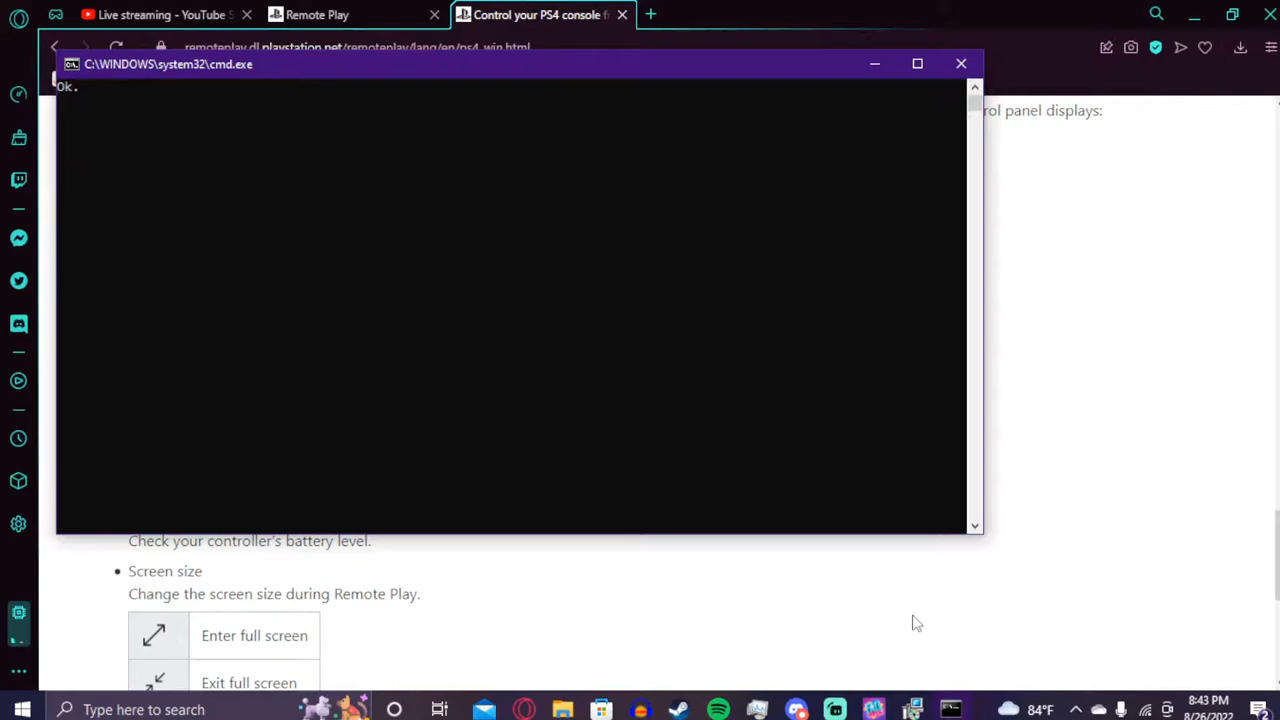 Live streaming - YouTube S
Remote Play
Control your PS4 console f
remoteplay.dl.playstation.net/remoteplay/lang/en/ps4_win.html
C:\WINDOWS\system32\cmd.exe
Ok.
rol panel displays:
Check your controller's battery level.
Screen size
Change the screen size during Remote Play.
Enter full screen
Exit full screen
Type here to search
84°F
8:43 PM
8/26/2022
2